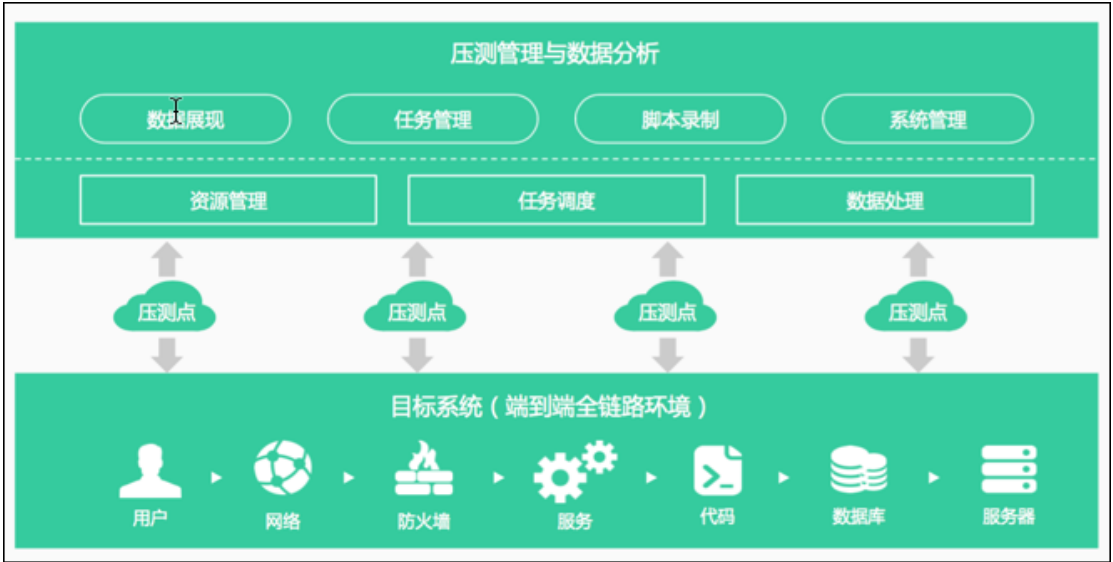 压测管理与数据分析
数据展现 任务管理 脚本录制 系统管理
资源管理 任务调度 数据处理
压测点 压测点 压测点 压测点
目标系统（端到端全链路环境）
用户 网络 防火墙 服务 代码 数据库 服务器